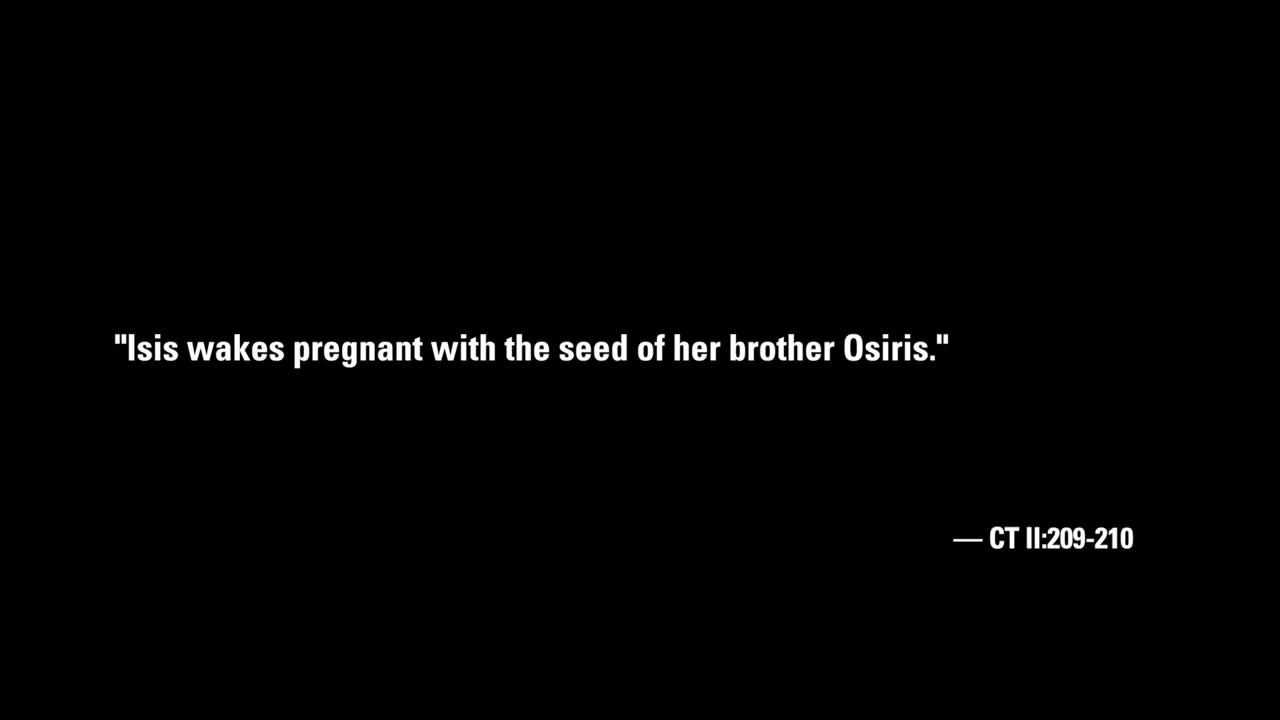 "Isis wakes pregnant with the seed of her brother Osiris."
— CT II:209-210